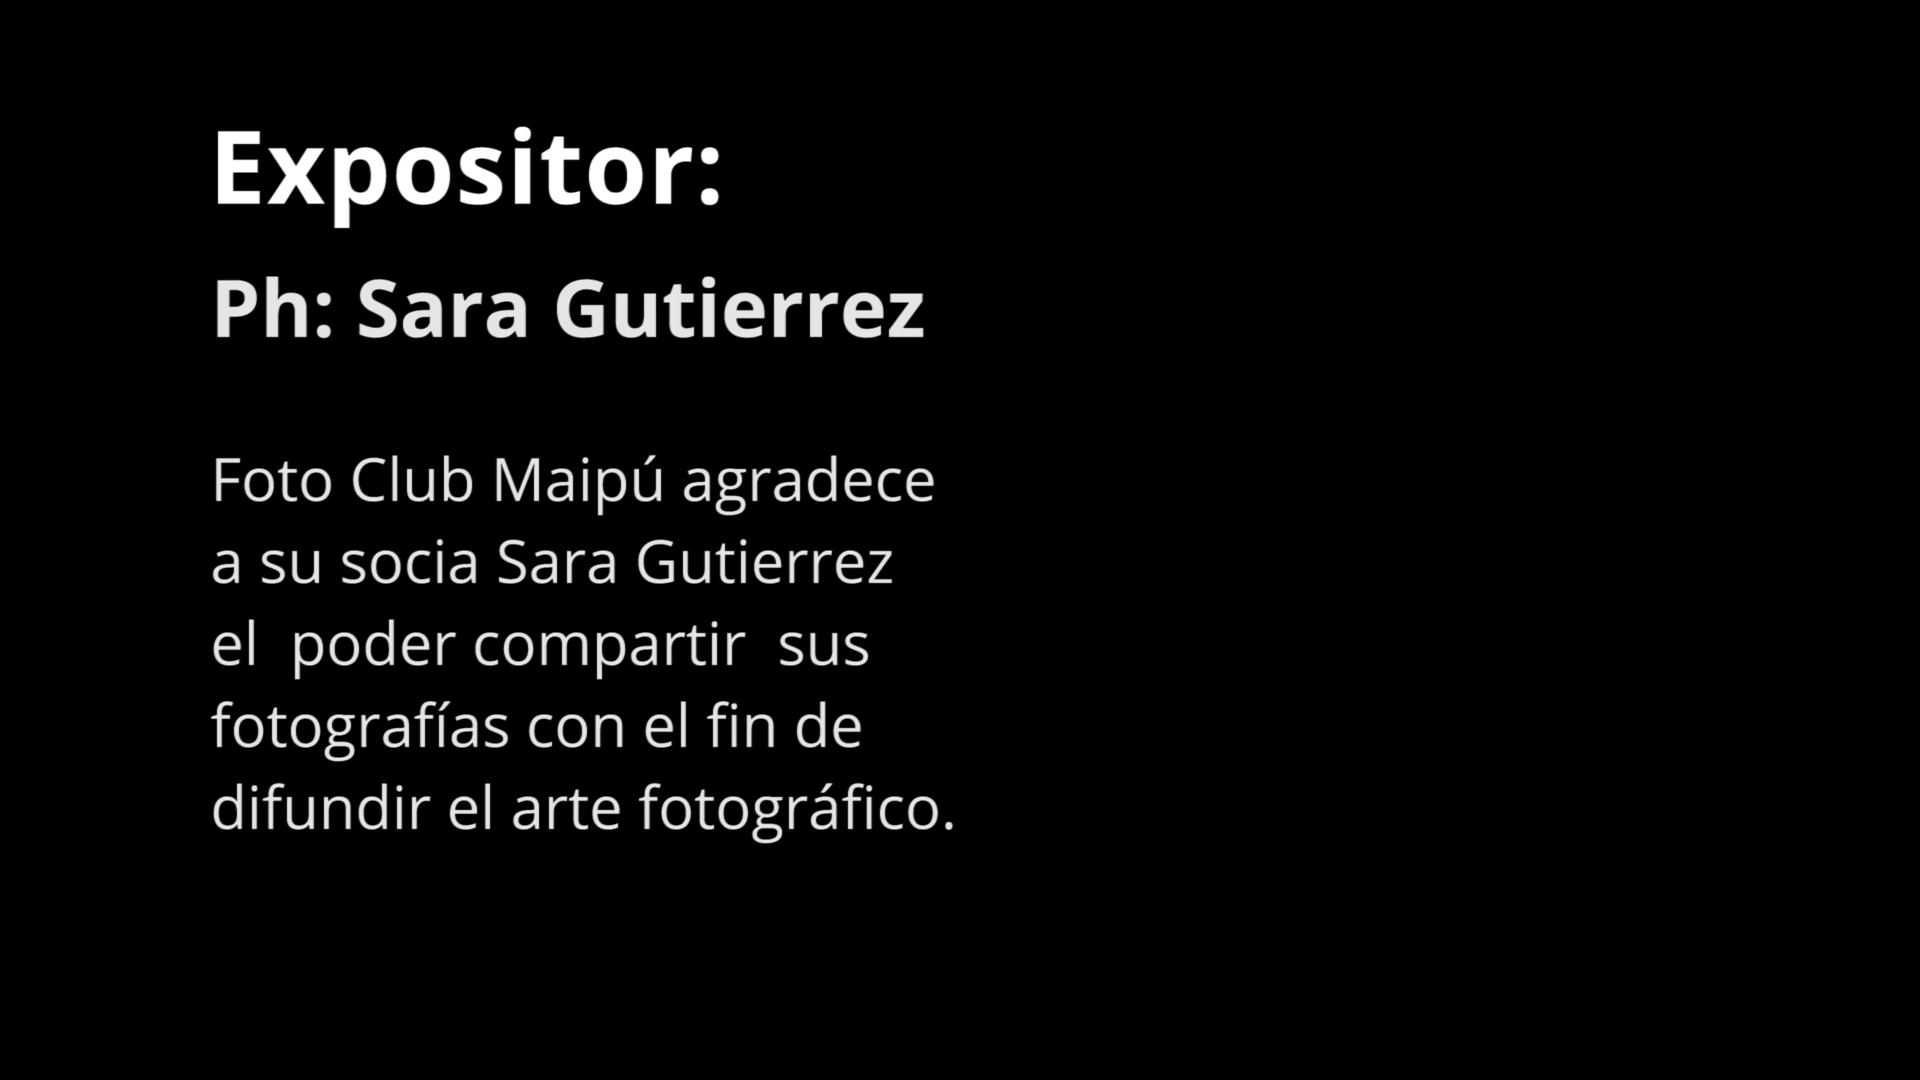 Expositor:
Ph: Sara Gutierrez
Foto Club Maipú agradece
a su socia Sara Gutierrez
el  poder compartir  sus
fotografías con el fin de
difundir el arte fotográfico.